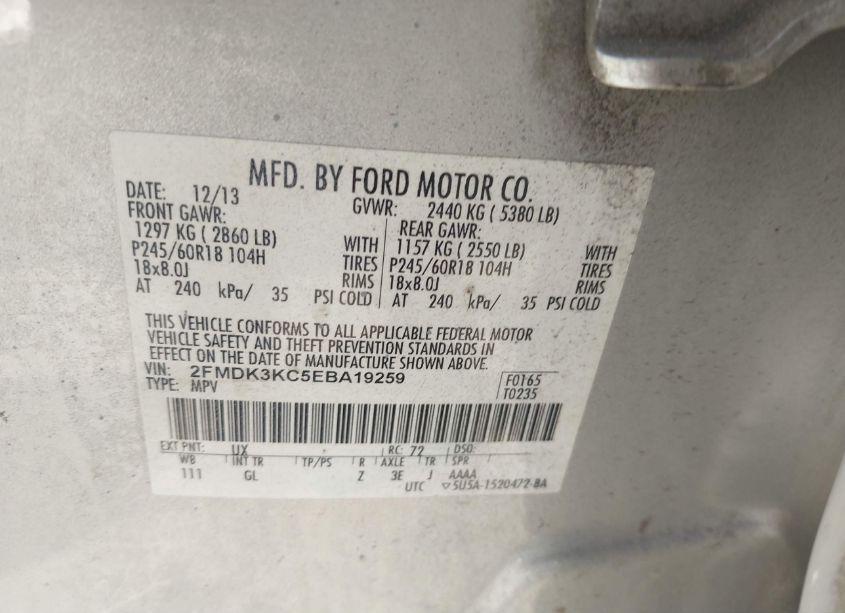 MFD. BY FORD MOTOR CO.
DATE: 12/13
GVWR: 2440 KG ( 5380 LB)
FRONT GAWR:
1297 KG ( 2860 LB) WITH
P245/60R18 104H TIRES
18x8.0J RIMS
AT 240 kPa/ 35 PSI COLD
REAR GAWR:
1157 KG ( 2550 LB) WITH
P245/60R18 104H TIRES
18x8.0J RIMS
AT 240 kPa/ 35 PSI COLD
THIS VEHICLE CONFORMS TO ALL APPLICABLE FEDERAL MOTOR
VEHICLE SAFETY AND THEFT PREVENTION STANDARDS IN
EFFECT ON THE DATE OF MANUFACTURE SHOWN ABOVE.
VIN: 2FMDK3KC5EBA19259
TYPE: MPV
F0165
T0235
EXT PNT: UX RC: 72 DSO:
WB INT TR TP/PS R AXLE TR SPR
111 GL Z 3E J AAAA
UTC ▽5U5A-1520472-BA